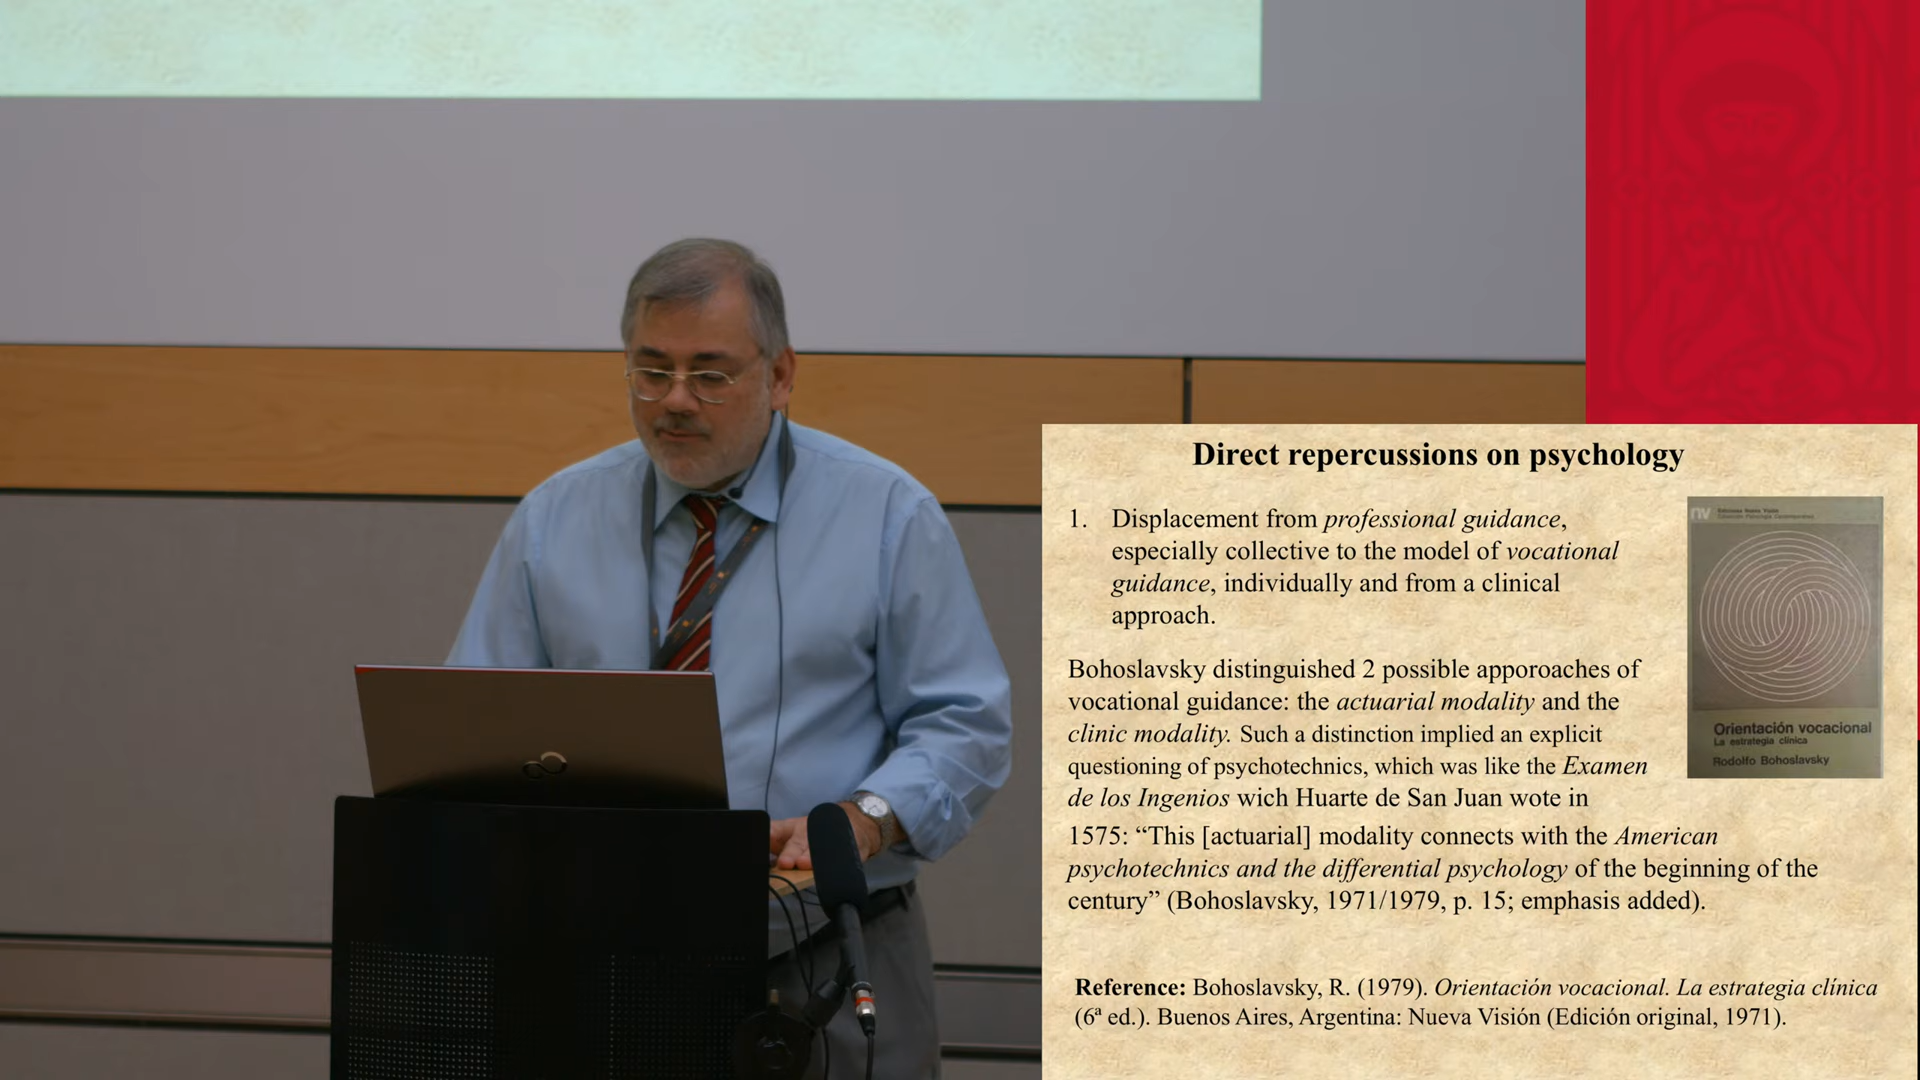 Direct repercussions on psychology
1. Displacement from professional guidance,
especially collective to the model of vocational
guidance, individually and from a clinical
approach.
Bohoslavsky distinguished 2 possible apporoaches of
vocational guidance: the actuarial modality and the
clinic modality. Such a distinction implied an explicit
questioning of psychotechnics, which was like the Examen
de los Ingenios wich Huarte de San Juan wote in
1575: “This [actuarial] modality connects with the American
psychotechnics and the differential psychology of the beginning of the
century” (Bohoslavsky, 1971/1979, p. 15; emphasis added).
nv
Ediciones Nueva Visión
Orientación vocacional
La estrategia clínica
Rodolfo Bohoslavsky
Reference: Bohoslavsky, R. (1979). Orientación vocacional. La estrategia clínica
(6ª ed.). Buenos Aires, Argentina: Nueva Visión (Edición original, 1971).